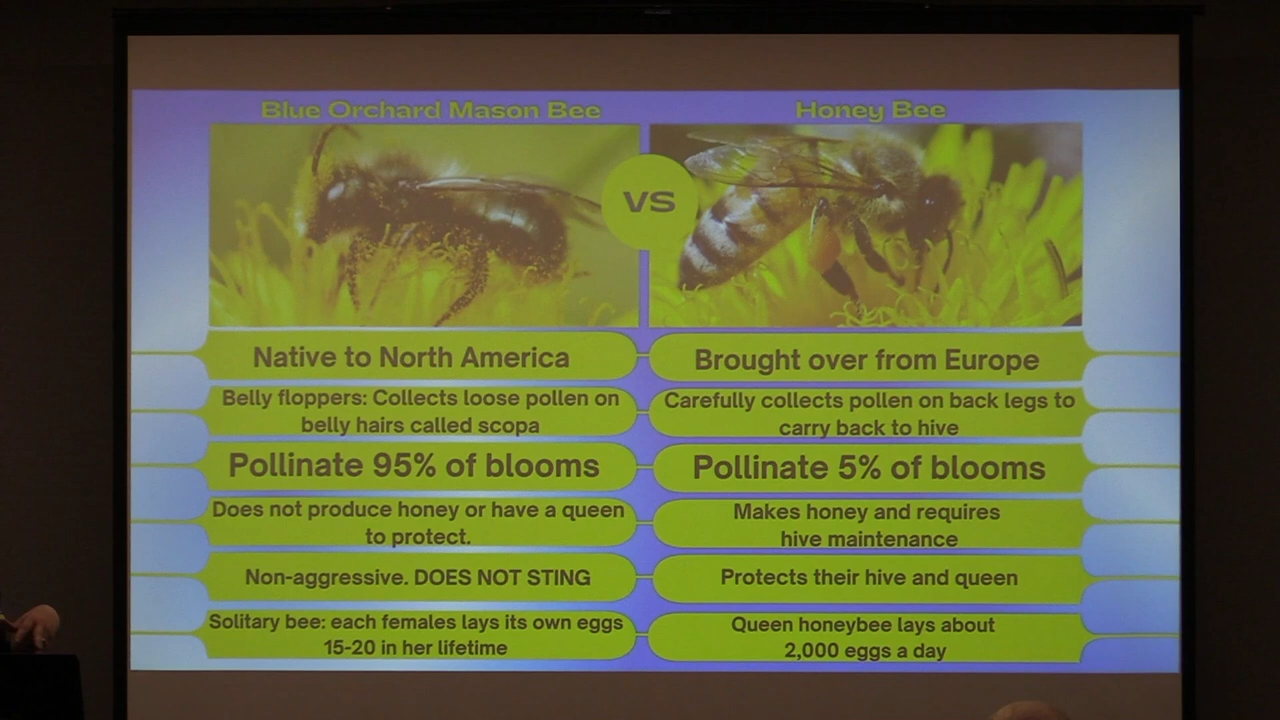 Blue Orchard Mason Bee
Honey Bee
VS
Native to North America
Brought over from Europe
Belly floppers: Collects loose pollen on
belly hairs called scopa
Carefully collects pollen on back legs to
carry back to hive
Pollinate 95% of blooms
Pollinate 5% of blooms
Does not produce honey or have a queen
to protect.
Makes honey and requires
hive maintenance
Non-aggressive. DOES NOT STING
Protects their hive and queen
Solitary bee: each females lays its own eggs
15-20 in her lifetime
Queen honeybee lays about
2,000 eggs a day